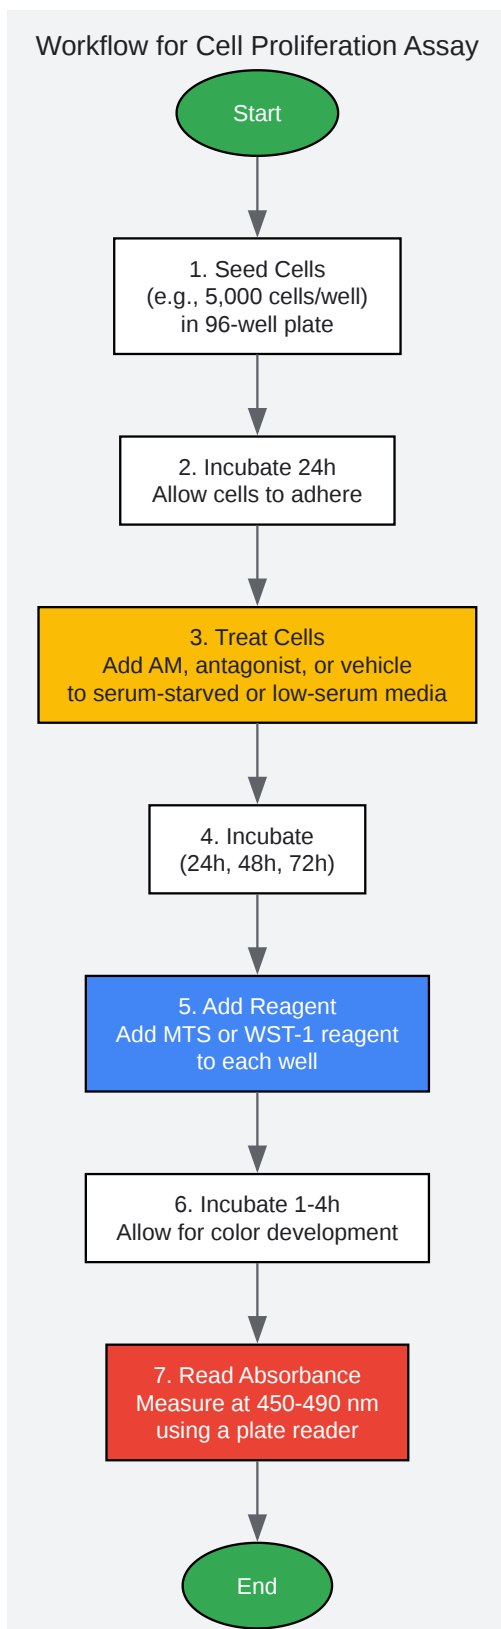 Workflow for Cell Proliferation Assay
Start
1. Seed Cells
(e.g., 5,000 cells/well)
in 96-well plate
2. Incubate 24h
Allow cells to adhere
3. Treat Cells
Add AM, antagonist, or vehicle
to serum-starved or low-serum media
4. Incubate
(24h, 48h, 72h)
5. Add Reagent
Add MTS or WST-1 reagent
to each well
6. Incubate 1-4h
Allow for color development
7. Read Absorbance
Measure at 450-490 nm
using a plate reader
End